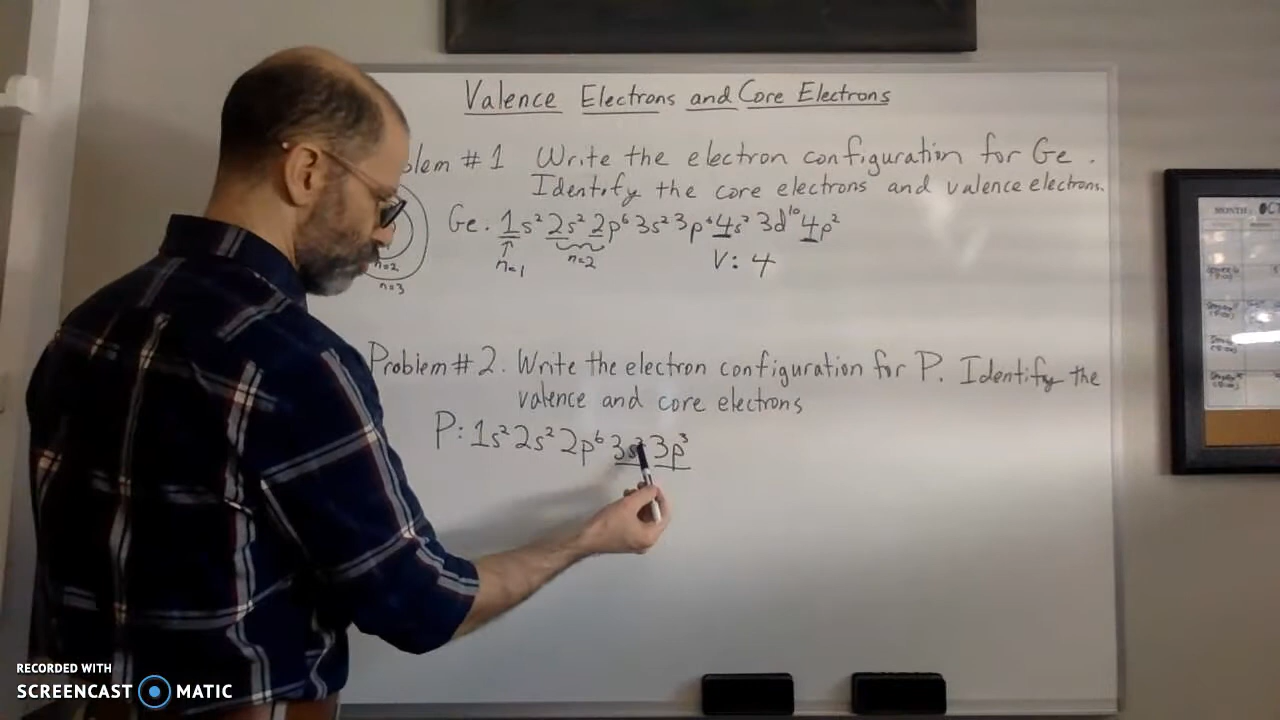 Valence Electrons and Core Electrons
blem # 1 Write the electron configuration for Ge.
Identify the core electrons and valence electrons.
Ge. 1s² 2s² 2p⁶ 3s² 3p⁶ 4s² 3d¹⁰ 4p²
n=1 n=2 V: 4
n=2
n=3
Problem # 2. Write the electron configuration for P. Identify the
valence and core electrons
P: 1s² 2s² 2p⁶ 3s² 3p³
MONTH:
RECORDED WITH
SCREENCAST MATIC